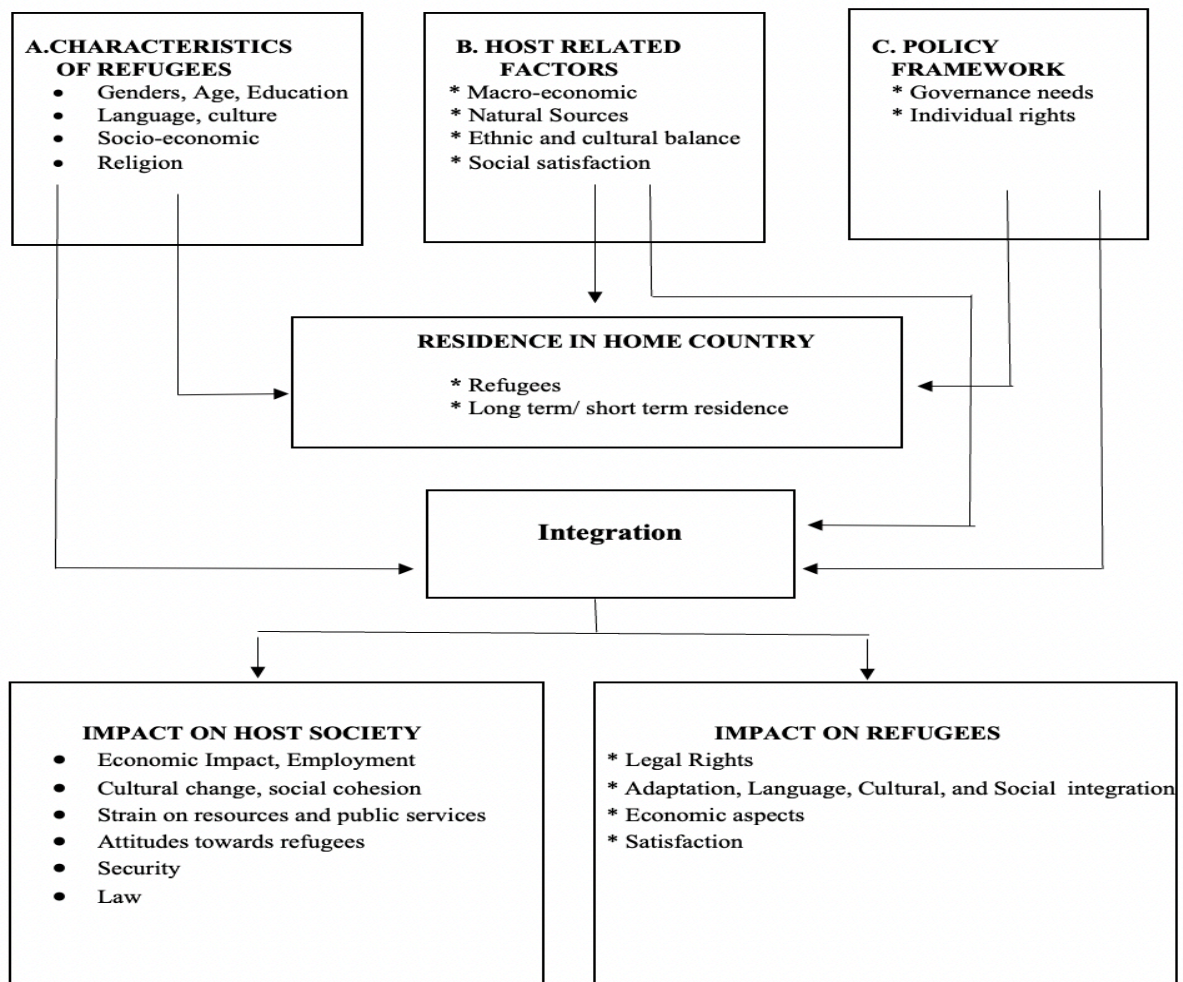 A.CHARACTERISTICS
OF REFUGEES
• Genders, Age, Education
• Language, culture
• Socio-economic
• Religion
B. HOST RELATED
FACTORS
* Macro-economic
* Natural Sources
* Ethnic and cultural balance
* Social satisfaction
C. POLICY
FRAMEWORK
* Governance needs
* Individual rights
RESIDENCE IN HOME COUNTRY
* Refugees
* Long term/ short term residence
Integration
IMPACT ON HOST SOCIETY
• Economic Impact, Employment
• Cultural change, social cohesion
• Strain on resources and public services
• Attitudes towards refugees
• Security
• Law
IMPACT ON REFUGEES
* Legal Rights
* Adaptation, Language, Cultural, and Social integration
* Economic aspects
* Satisfaction